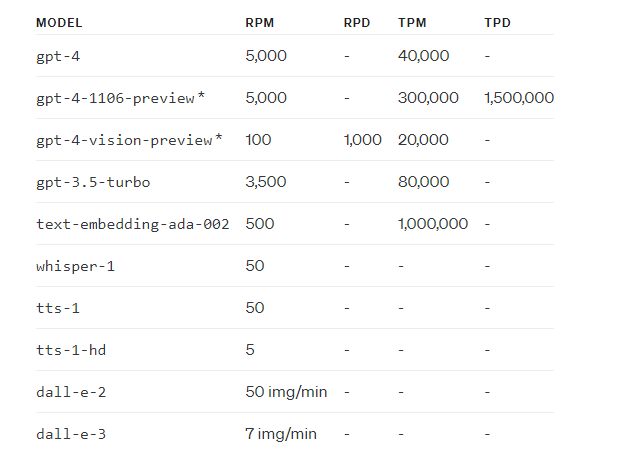 MODEL RPM RPD TPM TPD
gpt-4 5,000 - 40,000 -
gpt-4-1106-preview* 5,000 - 300,000 1,500,000
gpt-4-vision-preview* 100 1,000 20,000 -
gpt-3.5-turbo 3,500 - 80,000 -
text-embedding-ada-002 500 - 1,000,000 -
whisper-1 50 - - -
tts-1 50 - - -
tts-1-hd 5 - - -
dall-e-2 50 img/min - - -
dall-e-3 7 img/min - - -